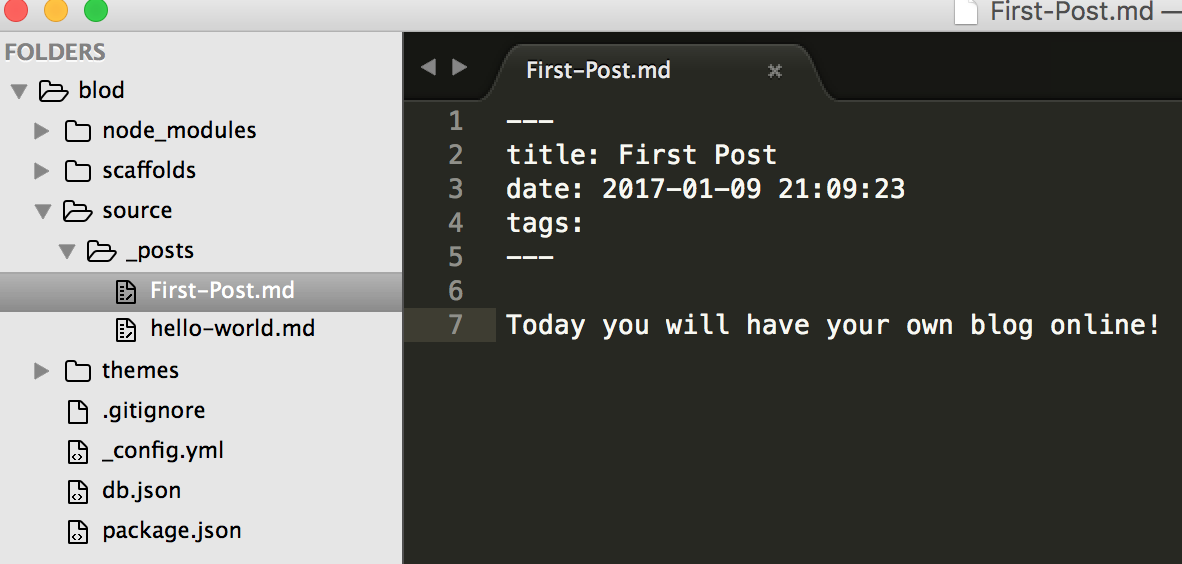 First-Post.md —
FOLDERS
blod
node_modules
scaffolds
source
_posts
First-Post.md
hello-world.md
themes
.gitignore
_config.yml
db.json
package.json
First-Post.md ×
1 ---
2 title: First Post
3 date: 2017-01-09 21:09:23
4 tags:
5 ---
6
7 Today you will have your own blog online!